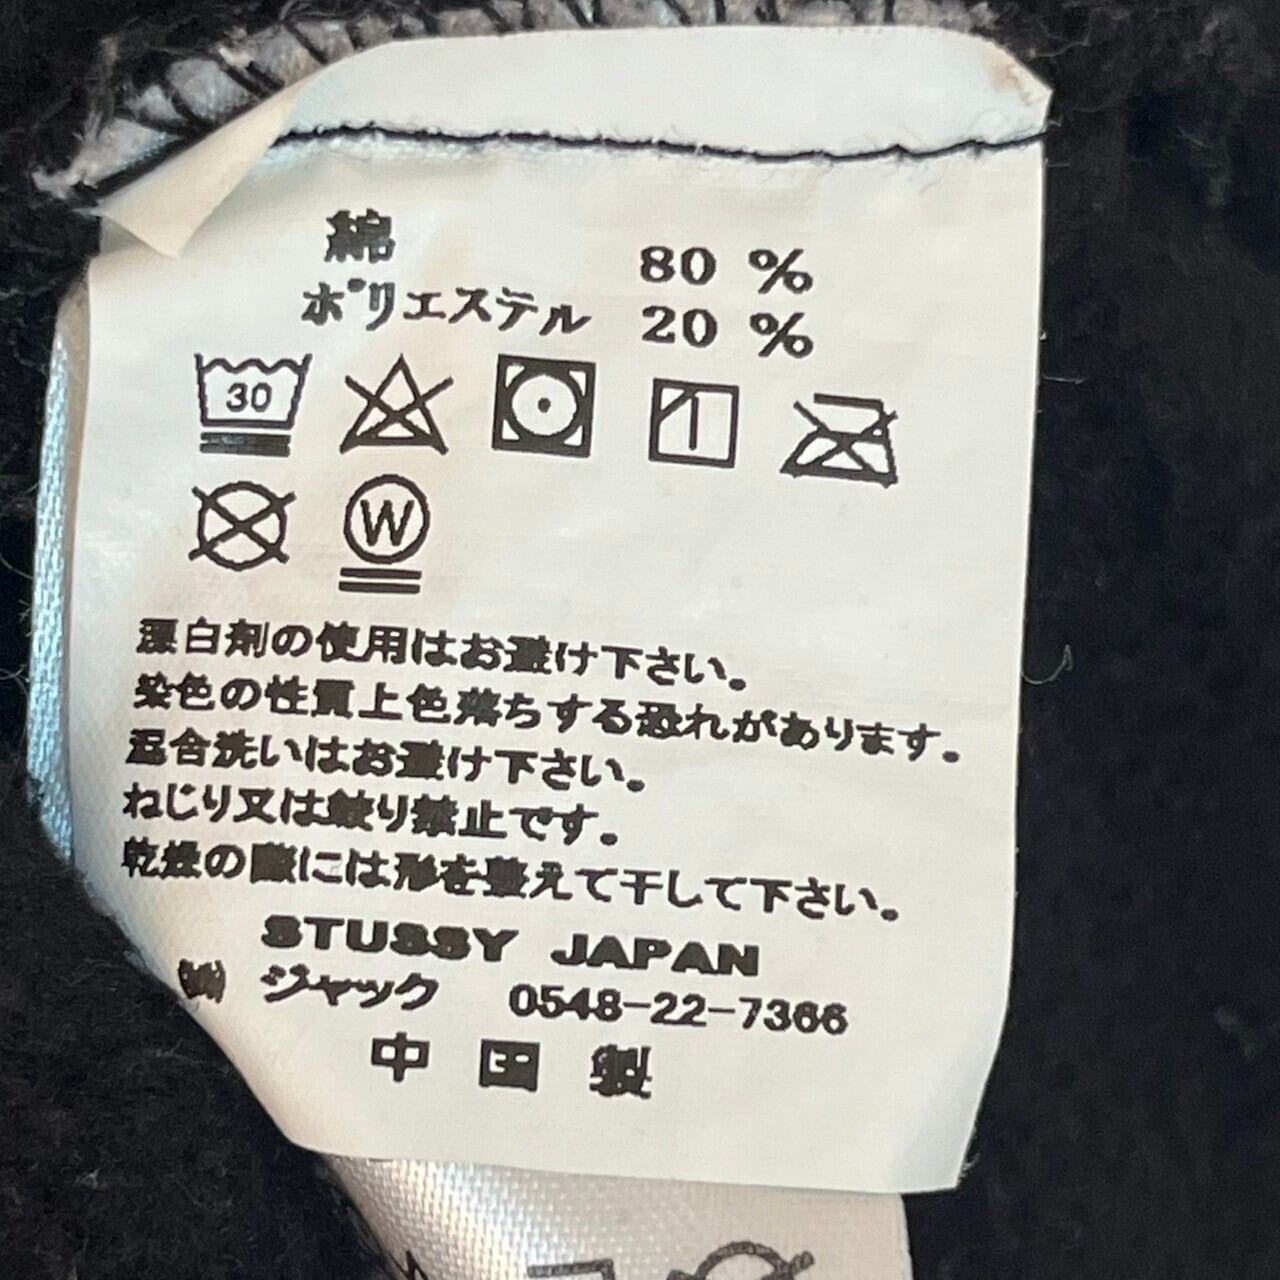 綿 80 %
ポリエステル 20 %
30
W
漂白剤の使用はお避け下さい。
染色の性質上色落ちする恐れがあります。
混合洗いはお避け下さい。
ねじり又は絞り禁止です。
乾燥の際には形を整えて干して下さい。
STUSSY JAPAN
㈱ ジャック 0548-22-7366
中国製